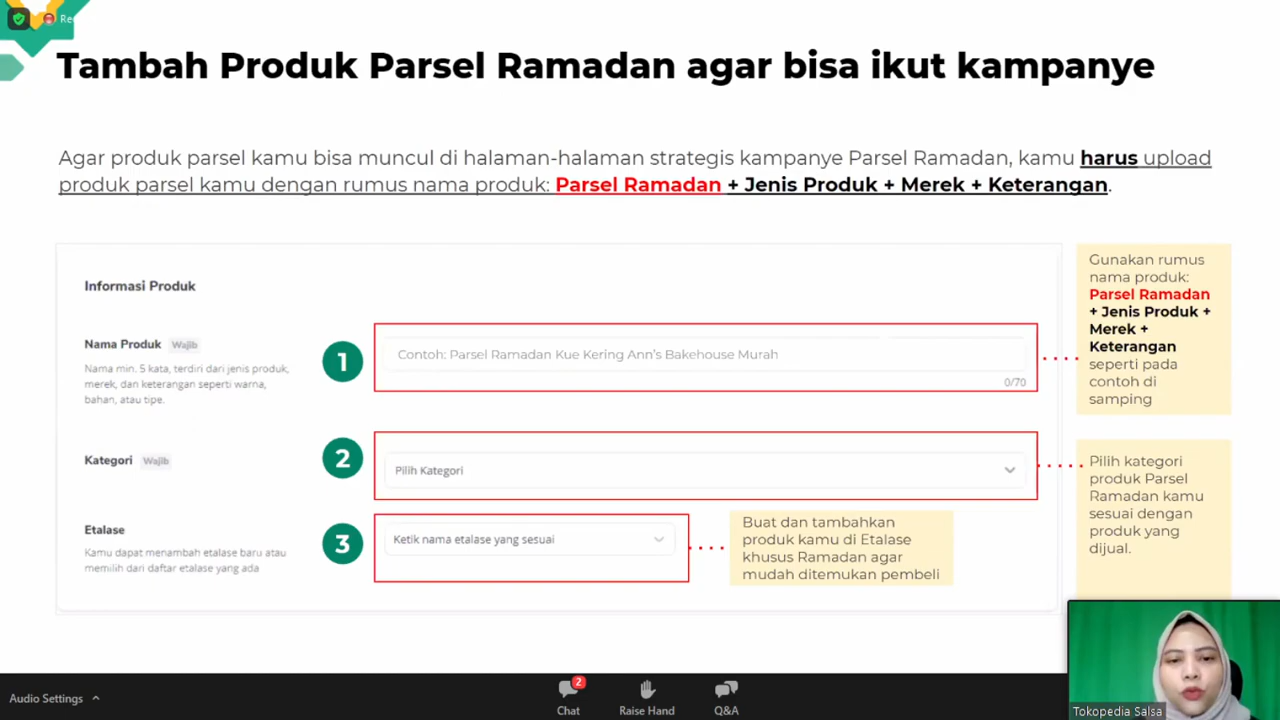 Tambah Produk Parsel Ramadan agar bisa ikut kampanye
Agar produk parsel kamu bisa muncul di halaman-halaman strategis kampanye Parsel Ramadan, kamu harus upload
produk parsel kamu dengan rumus nama produk: Parsel Ramadan + Jenis Produk + Merek + Keterangan.
Informasi Produk
Nama Produk Wajib
Nama min. 5 kata, terdiri dari jenis produk,
merek, dan keterangan seperti warna,
bahan, atau tipe.
1
Contoh: Parsel Ramadan Kue Kering Ann's Bakehouse Murah
0/70
Gunakan rumus
nama produk:
Parsel Ramadan
+ Jenis Produk +
Merek +
Keterangan
seperti pada
contoh di
samping
Kategori Wajib
2
Pilih Kategori
Pilih kategori
produk Parsel
Ramadan kamu
sesuai dengan
produk yang
dijual.
Etalase
Kamu dapat menambah etalase baru atau
memilih dari daftar etalase yang ada
3
Ketik nama etalase yang sesuai
Buat dan tambahkan
produk kamu di Etalase
khusus Ramadan agar
mudah ditemukan pembeli
Tokopedia Salsa
Audio Settings
2
Chat
Raise Hand
Q&A